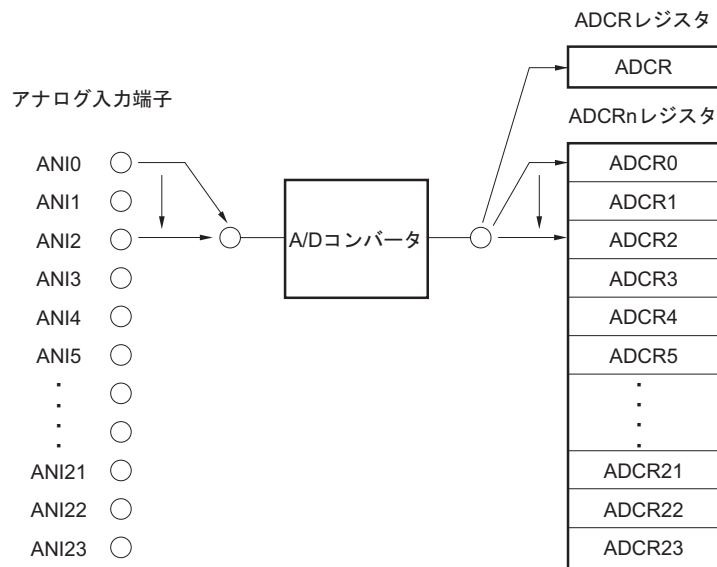 ADCRレジスタ
ADCR
アナログ入力端子
ADCRnレジスタ
ANI0
ADCR0
ANI1
ADCR1
ANI2
A/Dコンバータ
ADCR2
ANI3
ADCR3
ANI4
ADCR4
ANI5
ADCR5
ANI21
ADCR21
ANI22
ADCR22
ANI23
ADCR23